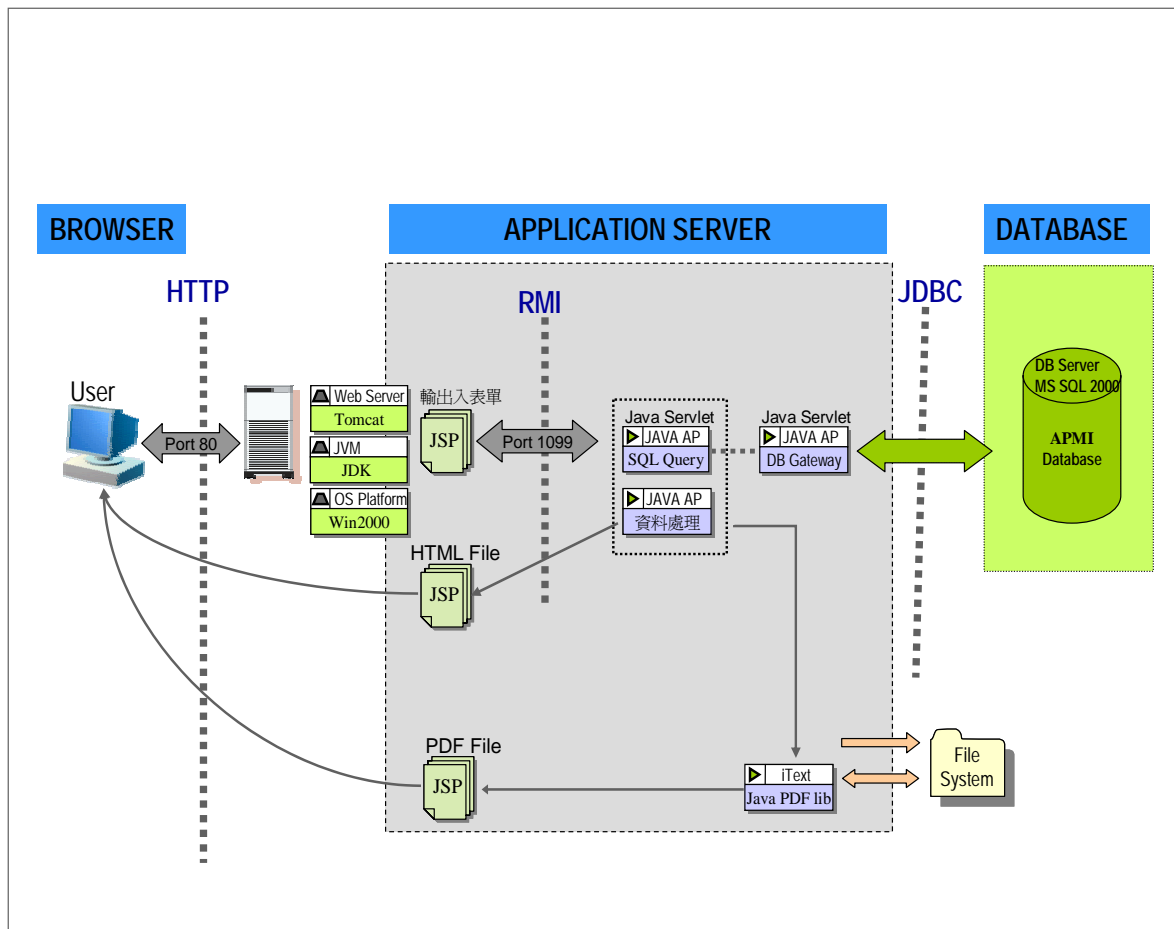 BROWSER
APPLICATION SERVER
DATABASE
HTTP
RMI
JDBC
User
Port 80
Web Server
Tomcat
JVM
JDK
OS Platform
Win2000
輸出入表單
JSP
Port 1099
Java Servlet
JAVA AP
SQL Query
JAVA AP
資料處理
Java Servlet
JAVA AP
DB Gateway
DB Server
MS SQL 2000
APMI
Database
HTML File
JSP
PDF File
JSP
iText
Java PDF lib
File
System